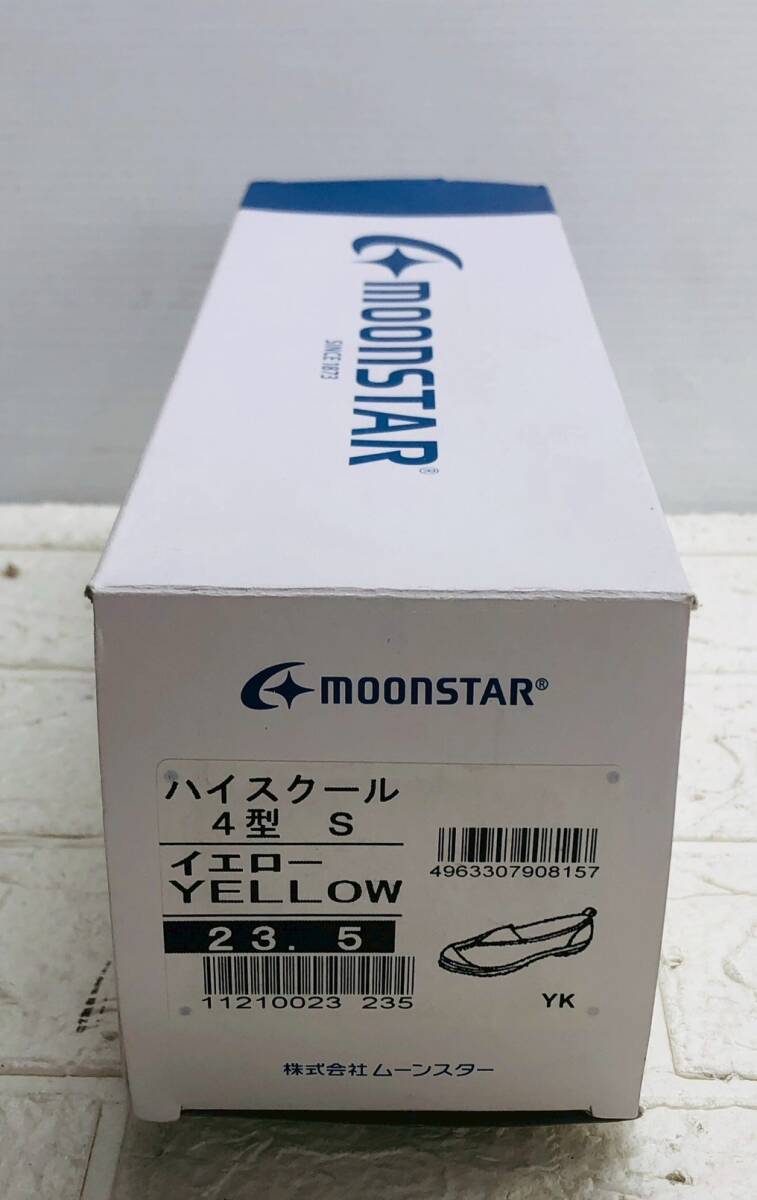 MOONSTAR®
SINCE 1873
MOONSTAR®
ハイスクール
4型 S
イエロー
YELLOW
23.5
11210023 235
4963307908157
YK
株式会社ムーンスター